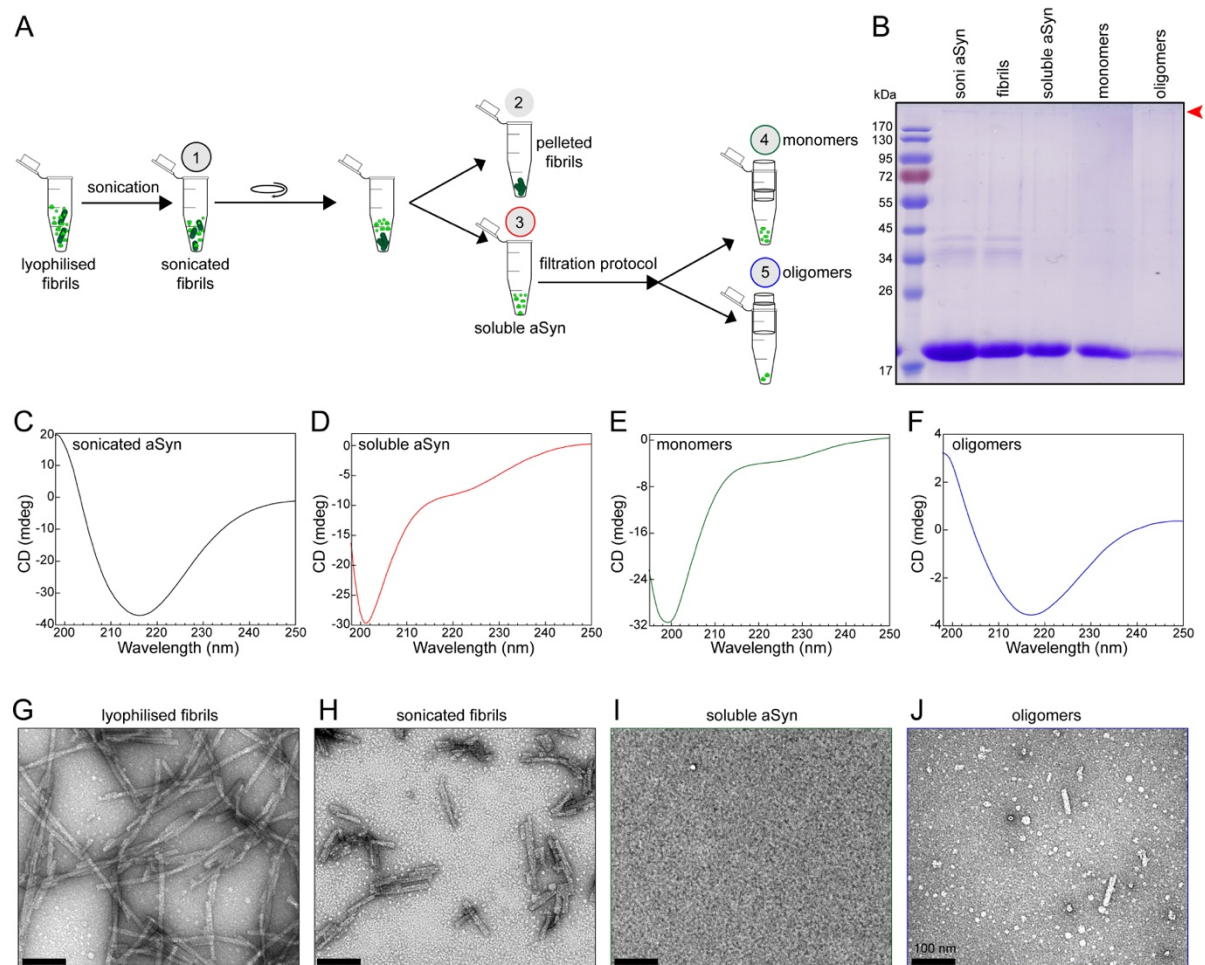 A
sonication
lyophilised
fibrils
1
sonicated
fibrils
2
pelleted
fibrils
3
soluble aSyn
filtration protocol
4 monomers
5 oligomers
B
soni aSyn
fibrils
soluble aSyn
monomers
oligomers
kDa
170
130
95
72
55
45
34
26
17
C
sonicated aSyn
CD (mdeg)
20
10
0
-10
-20
-30
-40
200 210 220 230 240 250
Wavelength (nm)
D
soluble aSyn
CD (mdeg)
0
-5
-10
-15
-20
-25
-30
200 210 220 230 240 250
Wavelength (nm)
E
monomers
CD (mdeg)
0
-8
-16
-24
-32
200 210 220 230 240 250
Wavelength (nm)
F
oligomers
CD (mdeg)
4
2
0
-2
4
200 210 220 230 240 250
Wavelength (nm)
G
lyophilised fibrils
H
sonicated fibrils
I
soluble aSyn
J
oligomers
100 nm